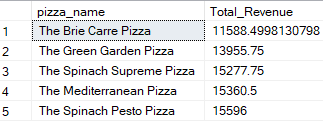 pizza_name Total_Revenue
1 The Brie Carre Pizza 11588.4998130798
2 The Green Garden Pizza 13955.75
3 The Spinach Supreme Pizza 15277.75
4 The Mediterranean Pizza 15360.5
5 The Spinach Pesto Pizza 15596